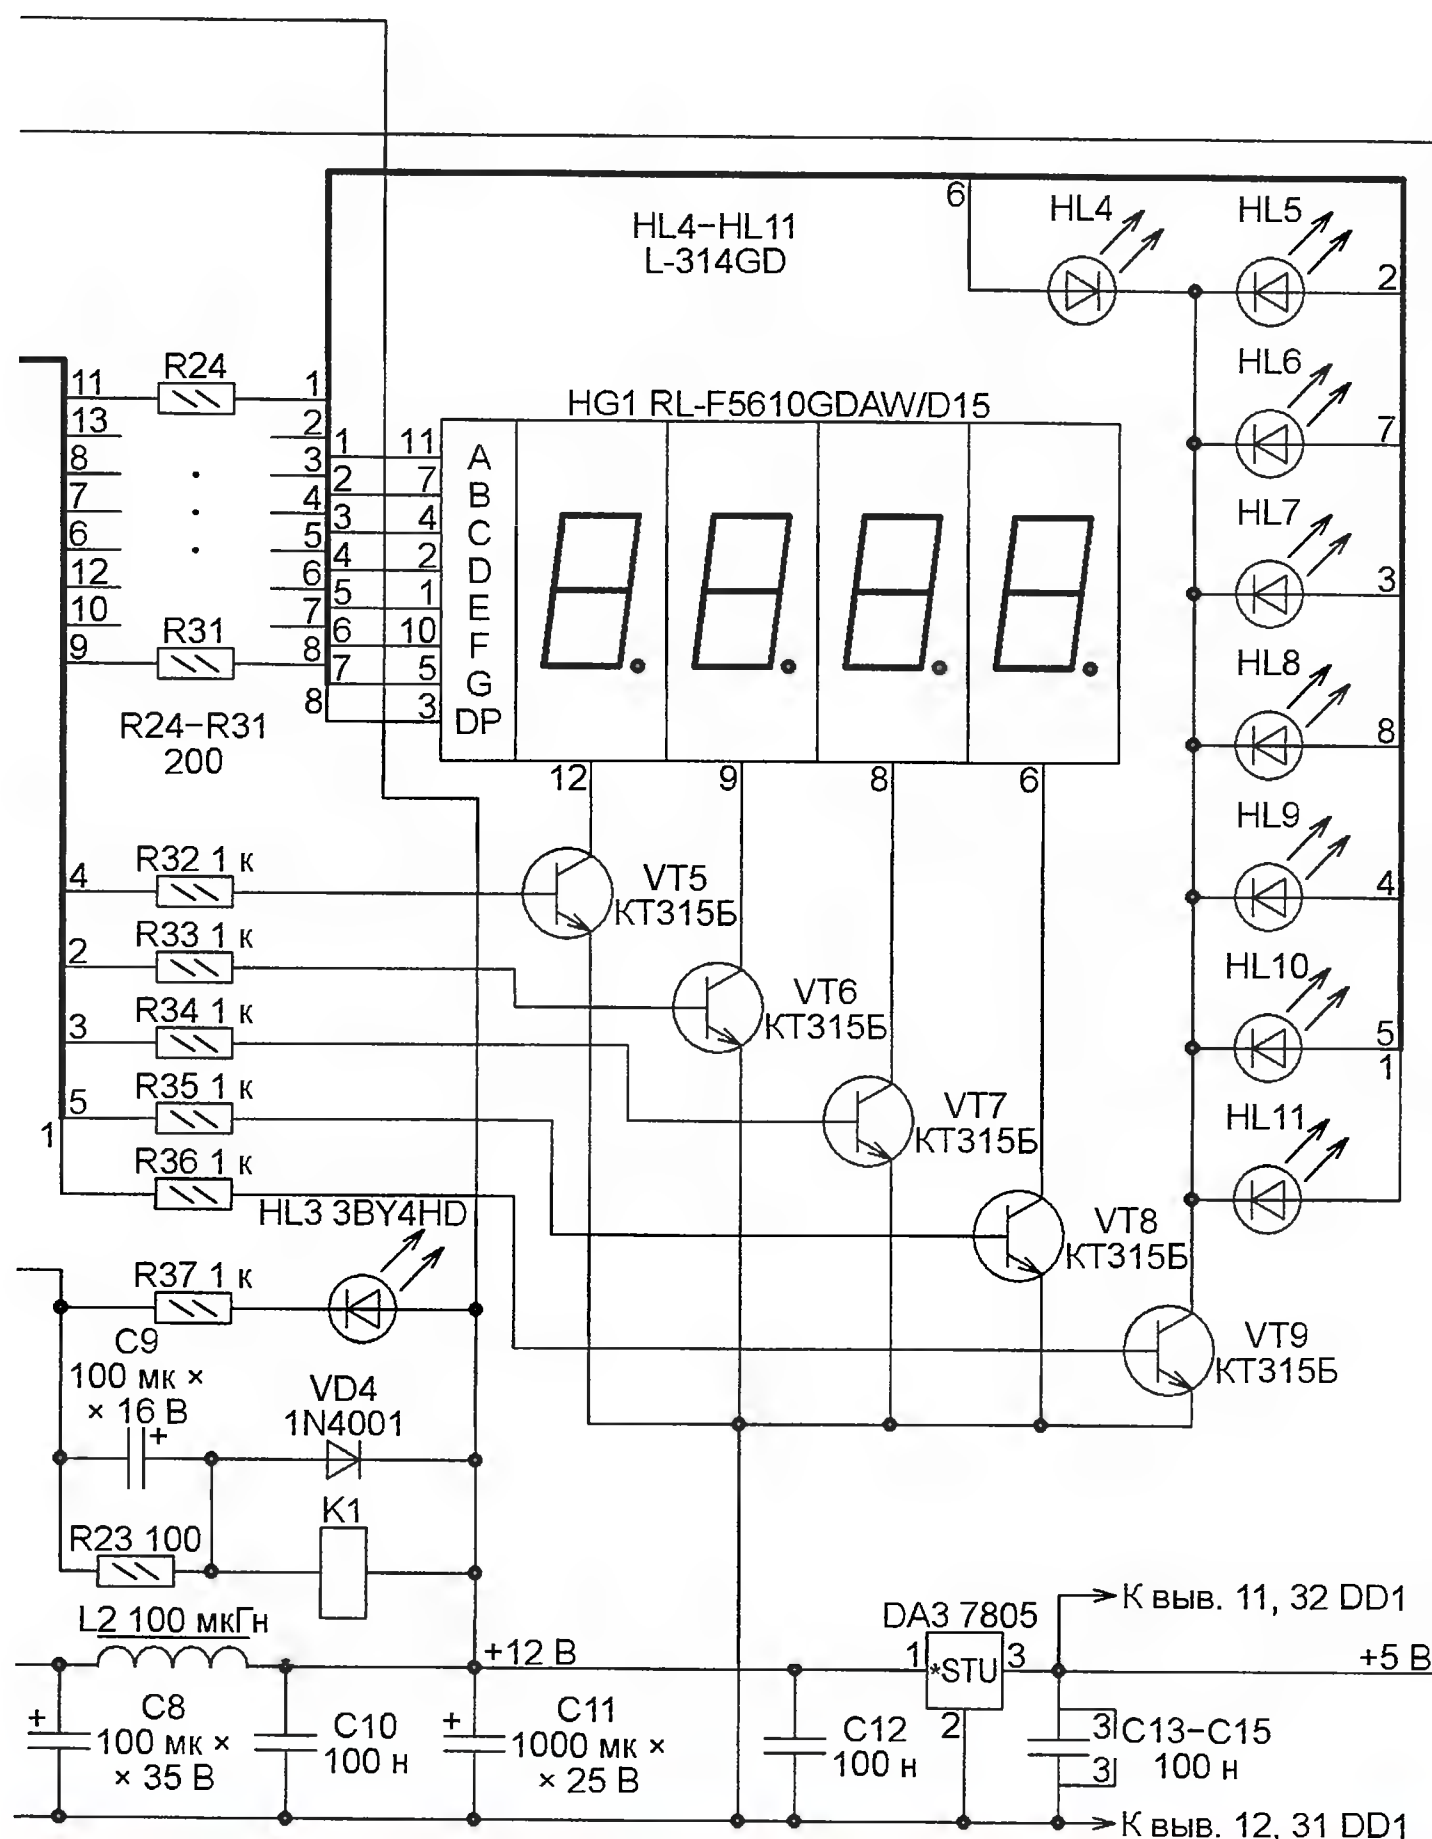 6
HL4
HL5
HL4–HL11
L-314GD
2
HL6
R24
11
1
HG1 RL-F5610GDAW/D15
7
13
2
1
11
A
8
3
2
7
B
HL7
7
4
3
4
C
6
5
4
2
D
12
6
5
1
E
3
10
7
6
10
F
R31
9
8
7
5
G
HL8
8
3
DP
R24–R31
200
8
12
9
8
6
HL9
R32 1 к
4
VT5
КТ315Б
4
R33 1 к
2
HL10
VT6
КТ315Б
R34 1 к
3
5
1
R35 1 к
5
VT7
КТ315Б
HL11
1
R36 1 к
HL3 3BY4HD
VT8
КТ315Б
R37 1 к
C9
100 мк ×
× 16 В
+
VT9
КТ315Б
VD4
1N4001
K1
R23 100
L2 100 мкГн
DA3 7805
К выв. 11, 32 DD1
+12 В
1
*STU
3
+5 В
2
+
C8
100 мк ×
× 35 В
C10
100 н
+
C11
1000 мк ×
× 25 В
C12
100 н
3
C13–C15
100 н
3
К выв. 12, 31 DD1